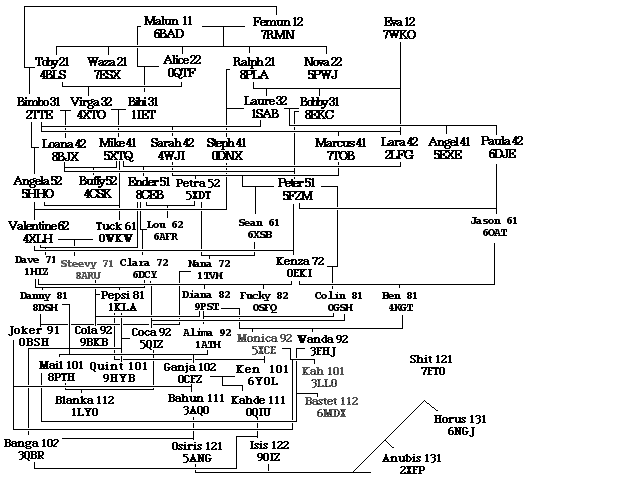 Malun 11 Femun 12 Eva 12
6BAD 7RMN 7WKO
Toby 21 Waza 21 Alice 22 Ralph 21 Nova 22
4BLS 7ESX 0QTF 8PLA 5PWJ
Bimbo 31 Virga 32 Bibi 31 Laure 32 Bobby 31
2TTE 4XTO 1IET 1SAB 8EKC
Loana 42 Mike 41 Sarah 42 Steph 41 Marcus 41 Lara 42 Angel 41 Paula 42
8BJX 5XTQ 4WJI 0DNX 7TOB 2LFG 5EXE 6DJE
Angela 52 Buffy 52 Ender 51 Petra 52 Peter 51
5HHO 4CSK 8CEB 5XDT 5FZM
Valentine 62 Tuck 61 Lou 62 Sean 61 Jason 61
4XLH 0WKW 6AFR 6XSB 6OAT
Dave 71 Steevy 71 Clara 72 Nana 72 Kenza 72
1HIZ 8ARU 6DCY 1TVM 0EKI
Danny 81 Pepsi 81 Diana 82 Fucky 82 Colin 81 Ben 81
8DSH 1KLA 9PST 0SFQ 0GSH 4KGT
Joker 91 Cola 92 Coca 92 Alima 92 Monica 92 Wanda 92
0BSH 9BKB 5QIZ 1ATH 5XCE 3FHJ
Mail 101 Quint 101 Ganja 102 Ken 101 Kah 101 Shit 121
8PTH 9HYB 0CFZ 6YOL 3LLO 7FTO
Blanka 112 Bahun 111 Kahde 111 Bastet 112
1LYO 3AQO 0QIU 6MDX
Horus 131
6NGJ
Banga 102 Osiris 121 Isis 122 Anubis 131
3QBR 5ANG 9OIZ 2XFP